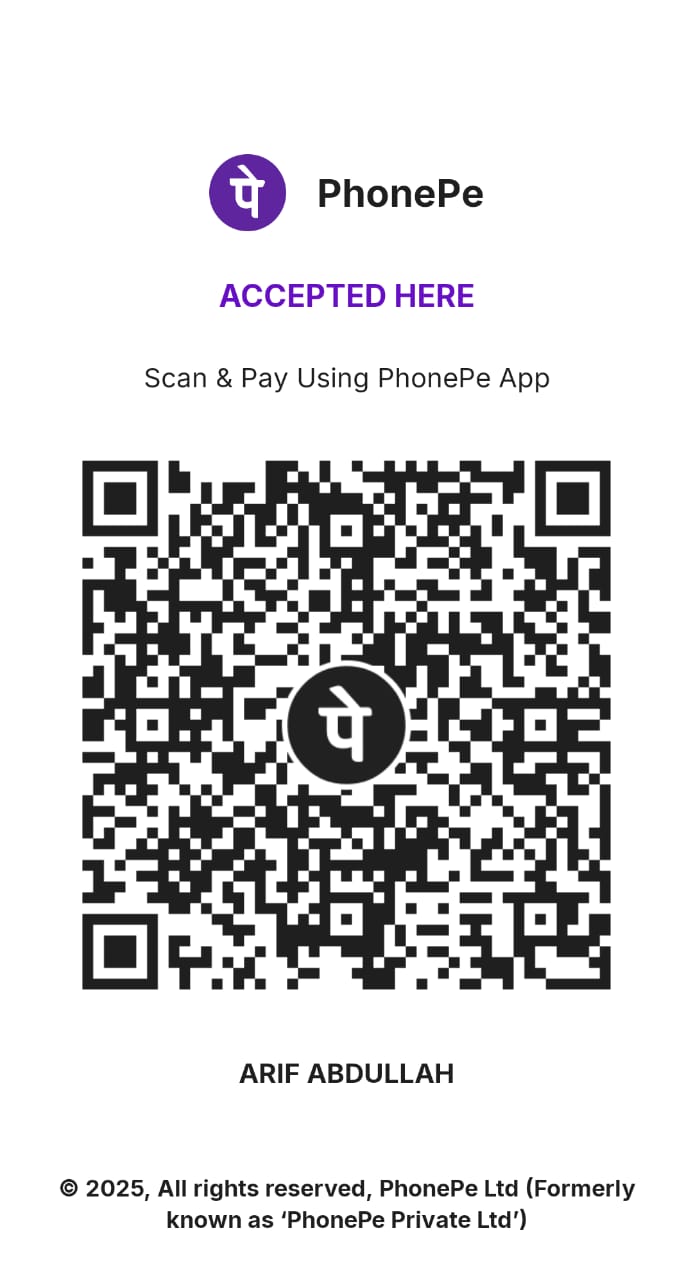 पे PhonePe
ACCEPTED HERE
Scan & Pay Using PhonePe App
पे
ARIF ABDULLAH
© 2025, All rights reserved, PhonePe Ltd (Formerly
known as ‘PhonePe Private Ltd’)